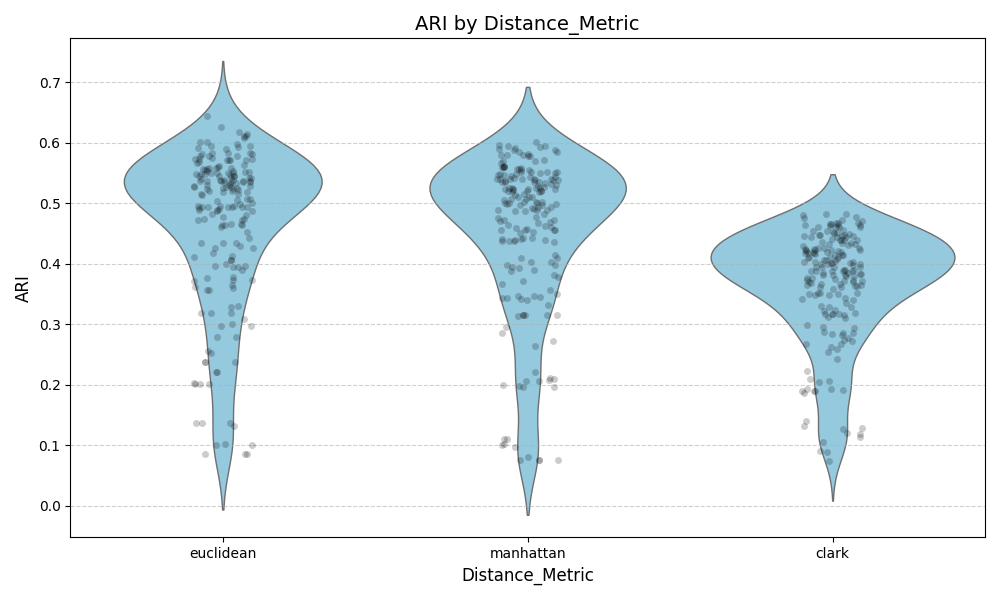 ARI by Distance_Metric
ARI
0.7
0.6
0.5
0.4
0.3
0.2
0.1
0.0
euclidean
manhattan
clark
Distance_Metric